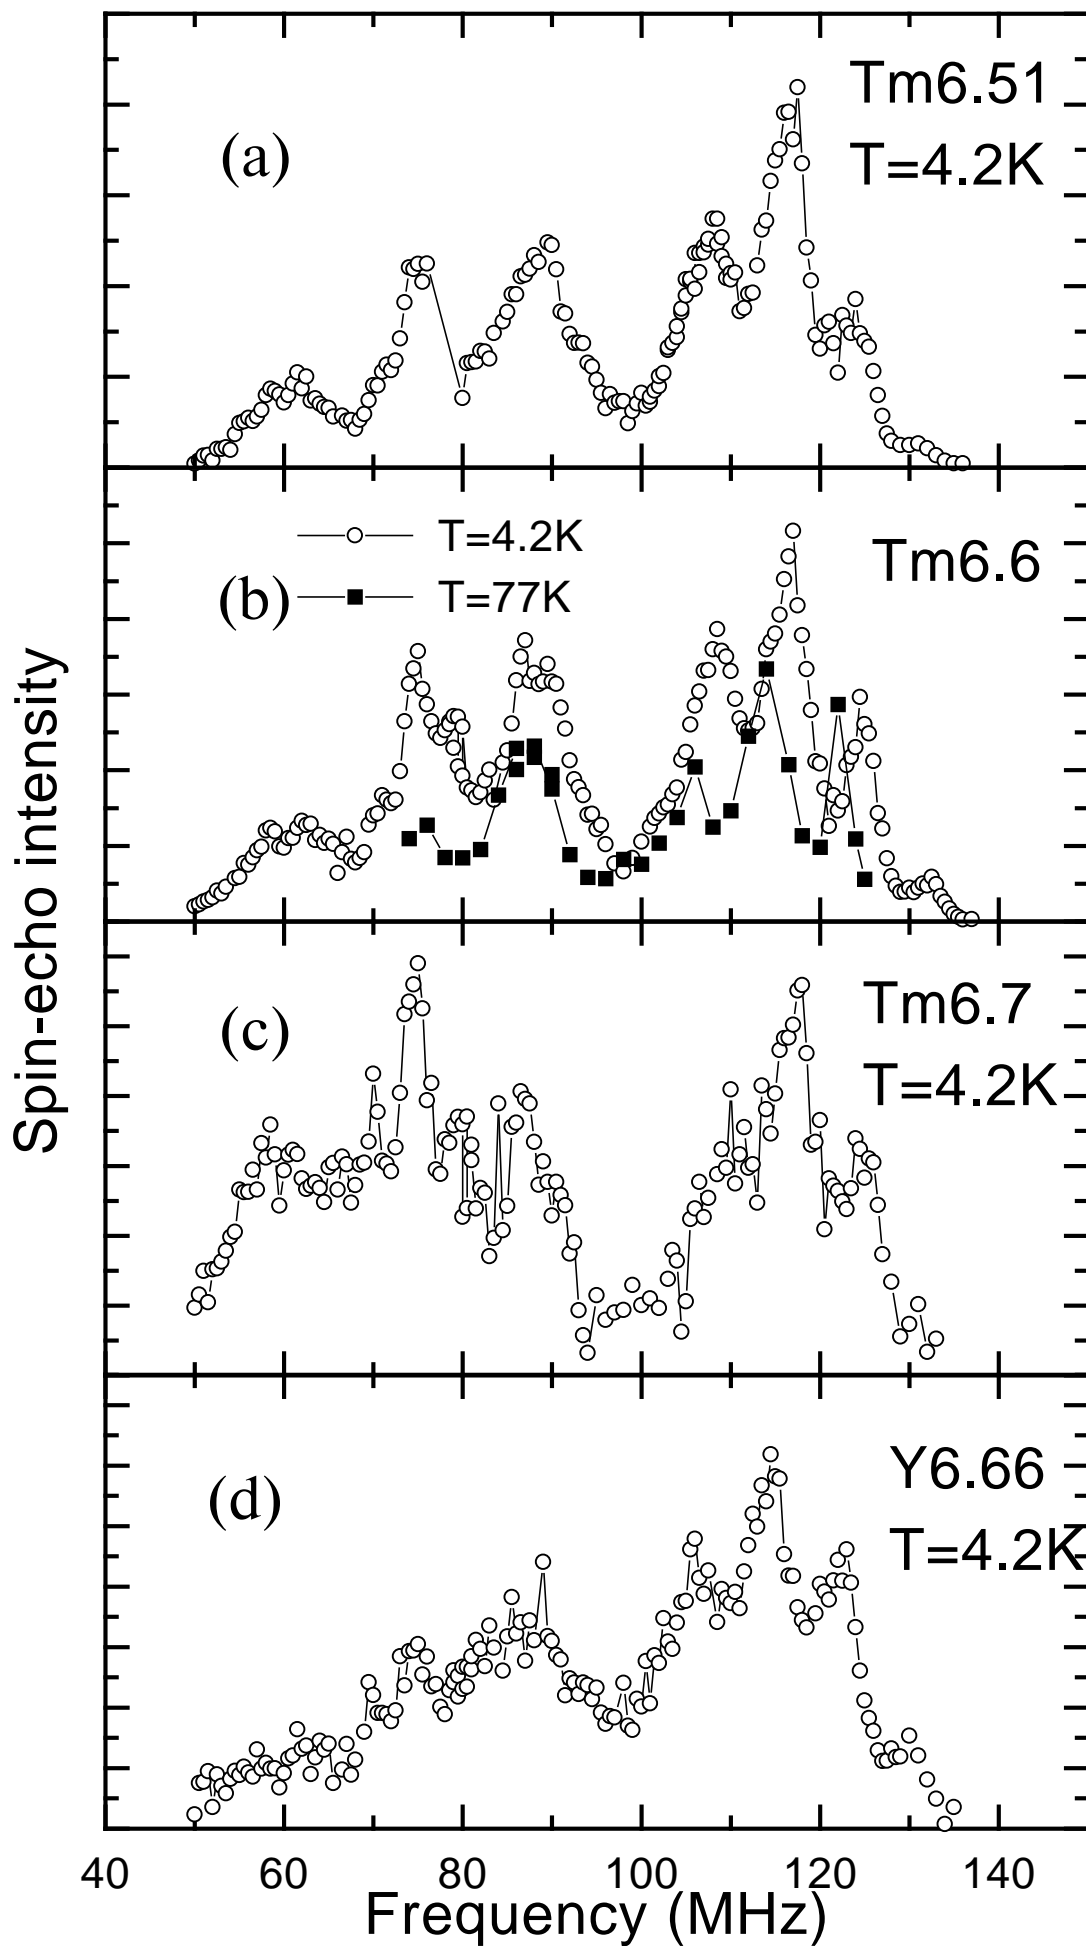 Tm6.51
(a)
T=4.2K
T=4.2K
Tm6.6
(b)
T=77K
Spin-echo intensity
Tm6.7
(c)
T=4.2K
Y6.66
(d)
T=4.2K
40 60 80 100 120 140
Frequency (MHz)